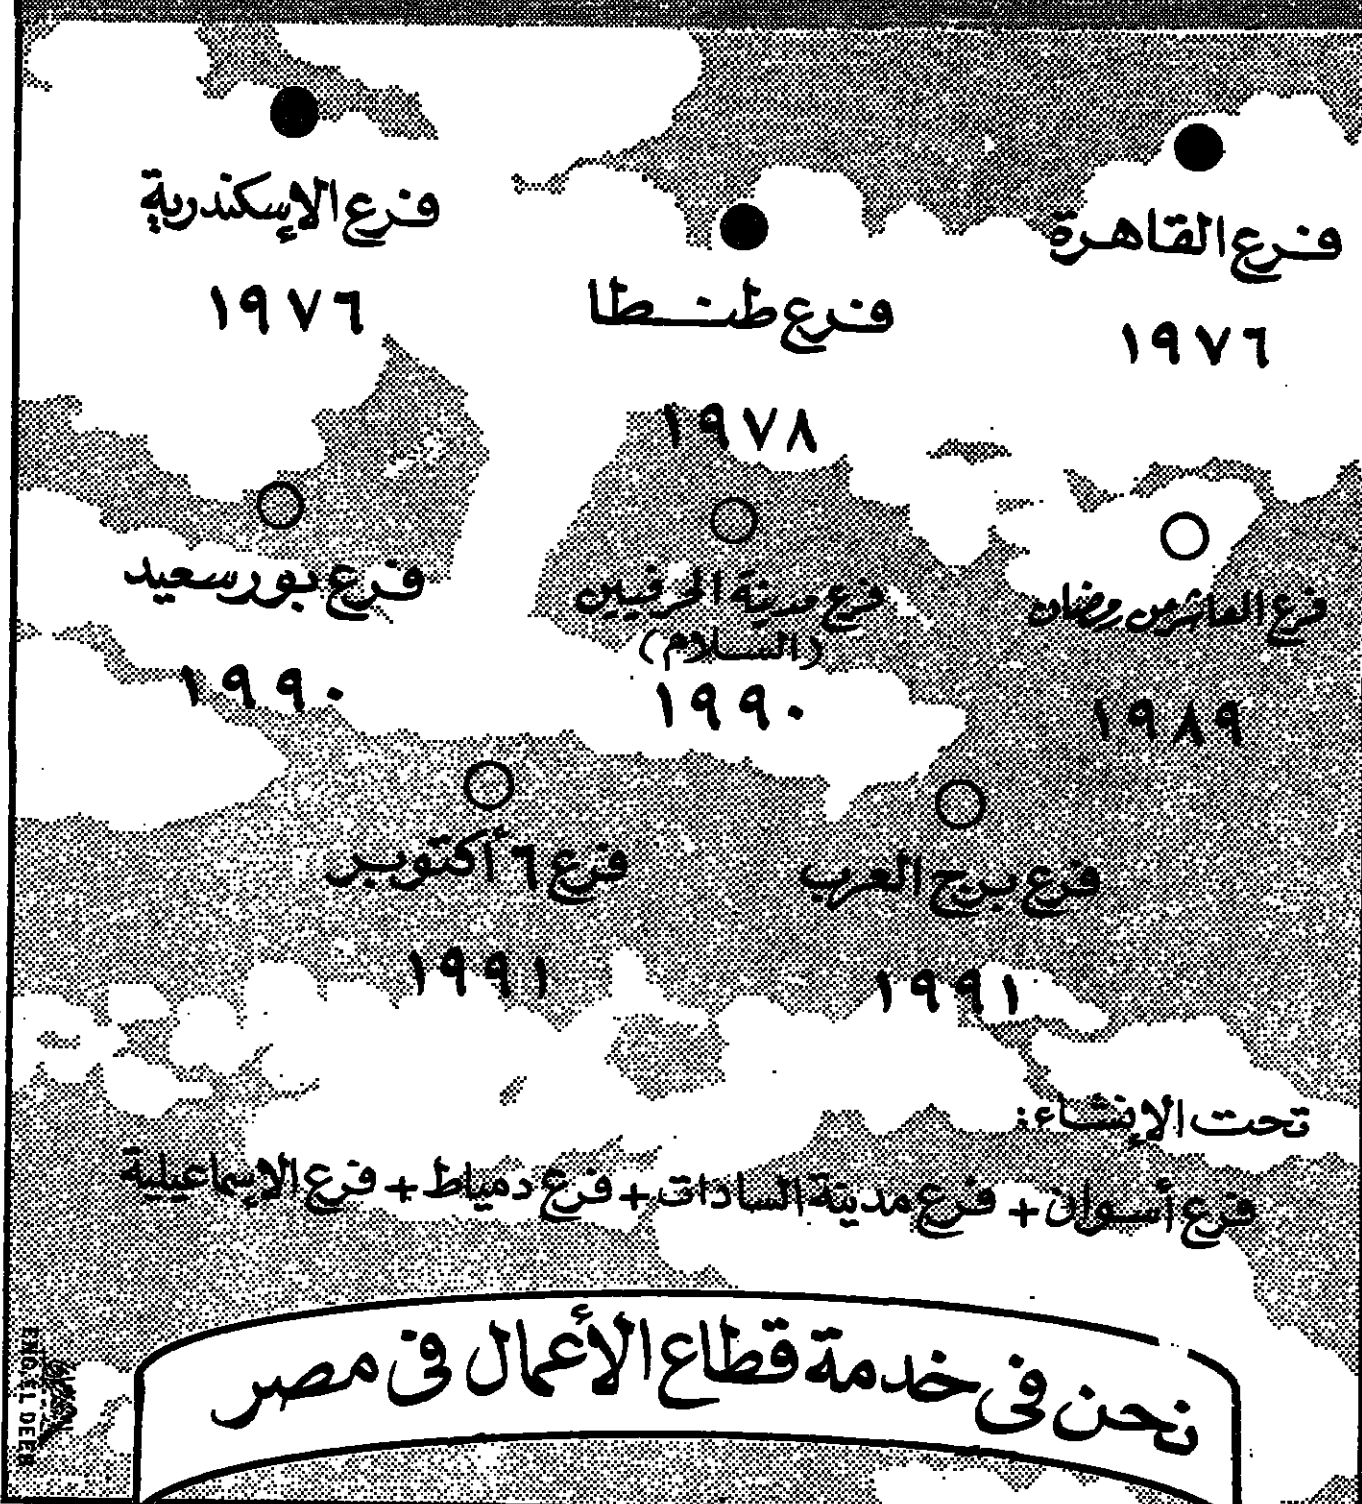 فرع القاهرة
١٩٧٦
فرع طنطا
١٩٧٨
فرع الإسكندرية
١٩٧٦
فرع العاشر من رمضان
١٩٨٩
فرع مدينة الحرفيين
(السلام)
١٩٩٠
فرع بورسعيد
١٩٩٠
فرع برج العرب
١٩٩١
فرع ٦ أكتوبر
١٩٩١
تحت الإنشاء:
فرع أسوان + فرع مدينة السادات + فرع دمياط + فرع الإسماعيلية
نحن فى خدمة قطاع الأعمال فى مصر